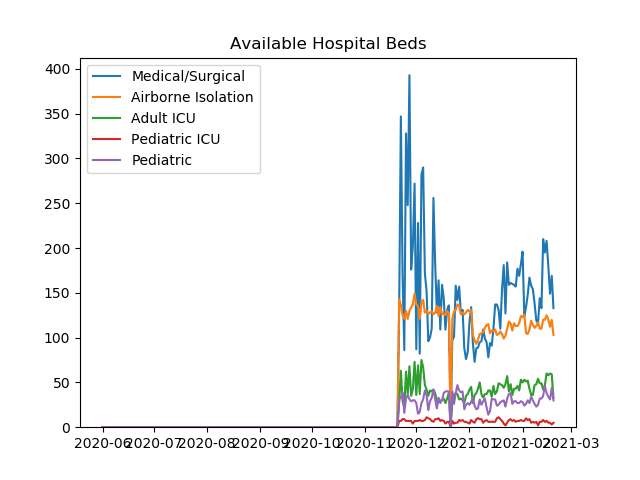 Available Hospital Beds
Medical/Surgical
Airborne Isolation
Adult ICU
Pediatric ICU
Pediatric
400
350
300
250
200
150
100
50
0
2020-06 2020-07 2020-08 2020-09 2020-10 2020-11 2020-12 2021-01 2021-02 2021-03